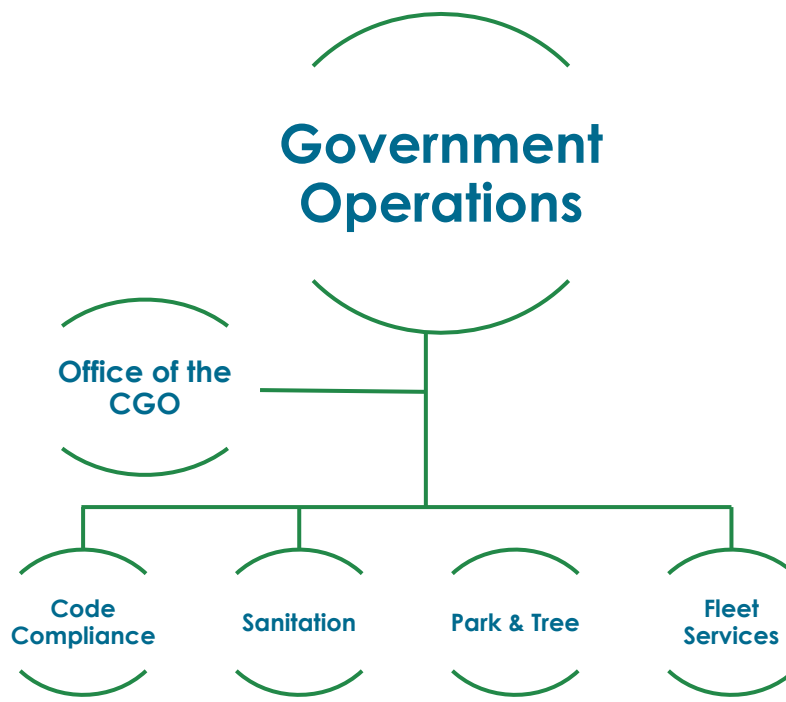 Government
Operations
Office of the
CGO
Code
Compliance
Sanitation
Park & Tree
Fleet
Services